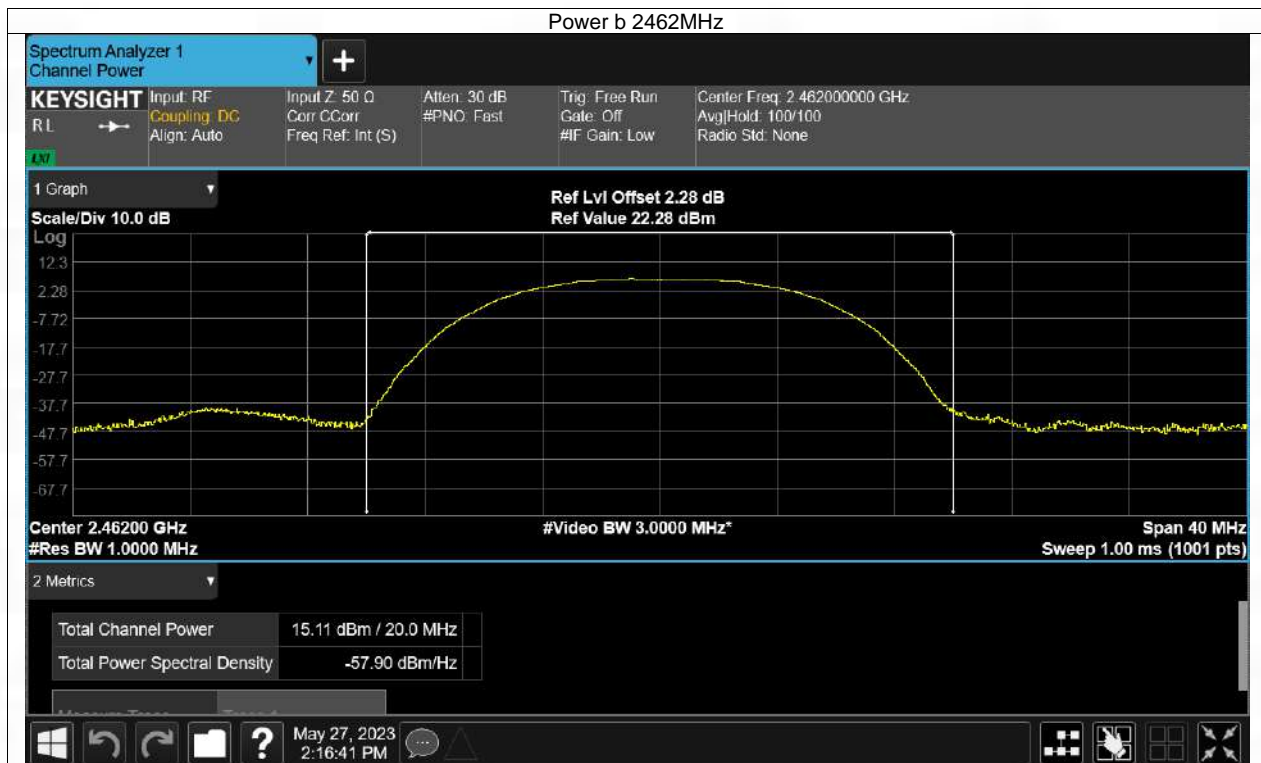 Power b 2462MHz
Spectrum Analyzer 1
Channel Power
+
KEYSIGHT
RL
LXI
Input: RF
Coupling: DC
Align: Auto
Input Z: 50 Ω
Corr CCorr
Freq Ref: Int (S)
Atten: 30 dB
#PNO: Fast
Trig: Free Run
Gate: Off
#IF Gain: Low
Center Freq: 2.462000000 GHz
Avg|Hold: 100/100
Radio Std: None
1 Graph
Scale/Div 10.0 dB
Ref Lvl Offset 2.28 dB
Ref Value 22.28 dBm
Log
12.3
2.28
-7.72
-17.7
-27.7
-37.7
-47.7
-57.7
-67.7
Center 2.46200 GHz
#Res BW 1.0000 MHz
#Video BW 3.0000 MHz*
Span 40 MHz
Sweep 1.00 ms (1001 pts)
2 Metrics
Total Channel Power 15.11 dBm / 20.0 MHz
Total Power Spectral Density -57.90 dBm/Hz
?
May 27, 2023
2:16:41 PM